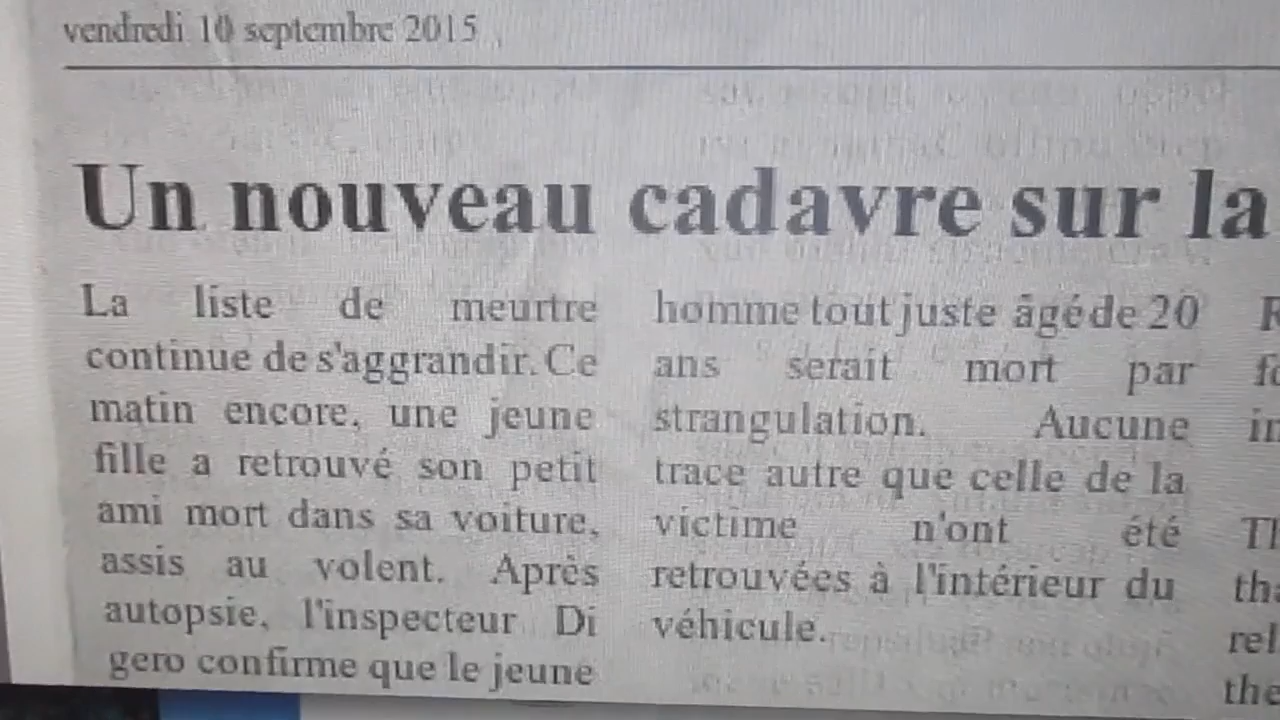 vendredi 10 septembre 2015
Un nouveau cadavre sur la
La liste de meurtre
continue de s'aggrandir. Ce
matin encore, une jeune
fille a retrouvé son petit
ami mort dans sa voiture,
assis au volent. Après
autopsie, l'inspecteur Di
gero confirme que le jeune
homme tout juste âgé de 20
ans serait mort par
strangulation. Aucune
trace autre que celle de la
victime n'ont été
retrouvées à l'intérieur du
véhicule.